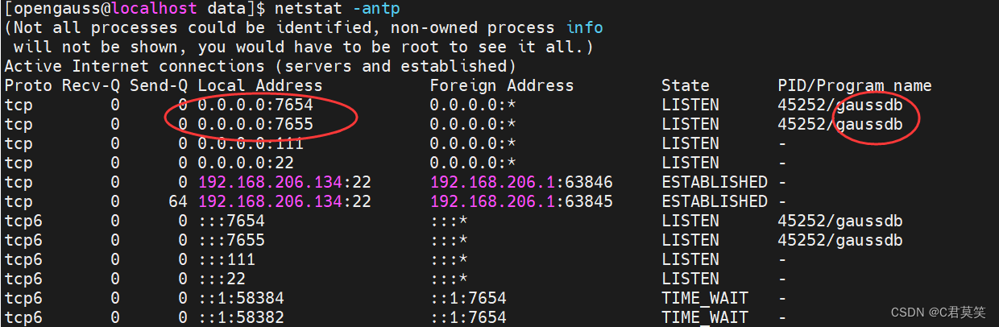 [opengauss@localhost data]$ netstat -antp
(Not all processes could be identified, non-owned process info
 will not be shown, you would have to be root to see it all.)
Active Internet connections (servers and established)
Proto Recv-Q Send-Q Local Address           Foreign Address         State       PID/Program name
tcp        0      0 0.0.0.0:7654            0.0.0.0:*               LISTEN      45252/gaussdb
tcp        0      0 0.0.0.0:7655            0.0.0.0:*               LISTEN      45252/gaussdb
tcp        0      0 0.0.0.0:111             0.0.0.0:*               LISTEN      -
tcp        0      0 0.0.0.0:22              0.0.0.0:*               LISTEN      -
tcp        0      0 192.168.206.134:22      192.168.206.1:63846     ESTABLISHED -
tcp        0     64 192.168.206.134:22      192.168.206.1:63845     ESTABLISHED -
tcp6       0      0 :::7654                 :::*                    LISTEN      45252/gaussdb
tcp6       0      0 :::7655                 :::*                    LISTEN      45252/gaussdb
tcp6       0      0 :::111                  :::*                    LISTEN      -
tcp6       0      0 :::22                   :::*                    LISTEN      -
tcp6       0      0 ::1:58384               ::1:7654                TIME_WAIT   -
tcp6       0      0 ::1:58382               ::1:7654                TIME_WAIT   -
CSDN @C君莫笑